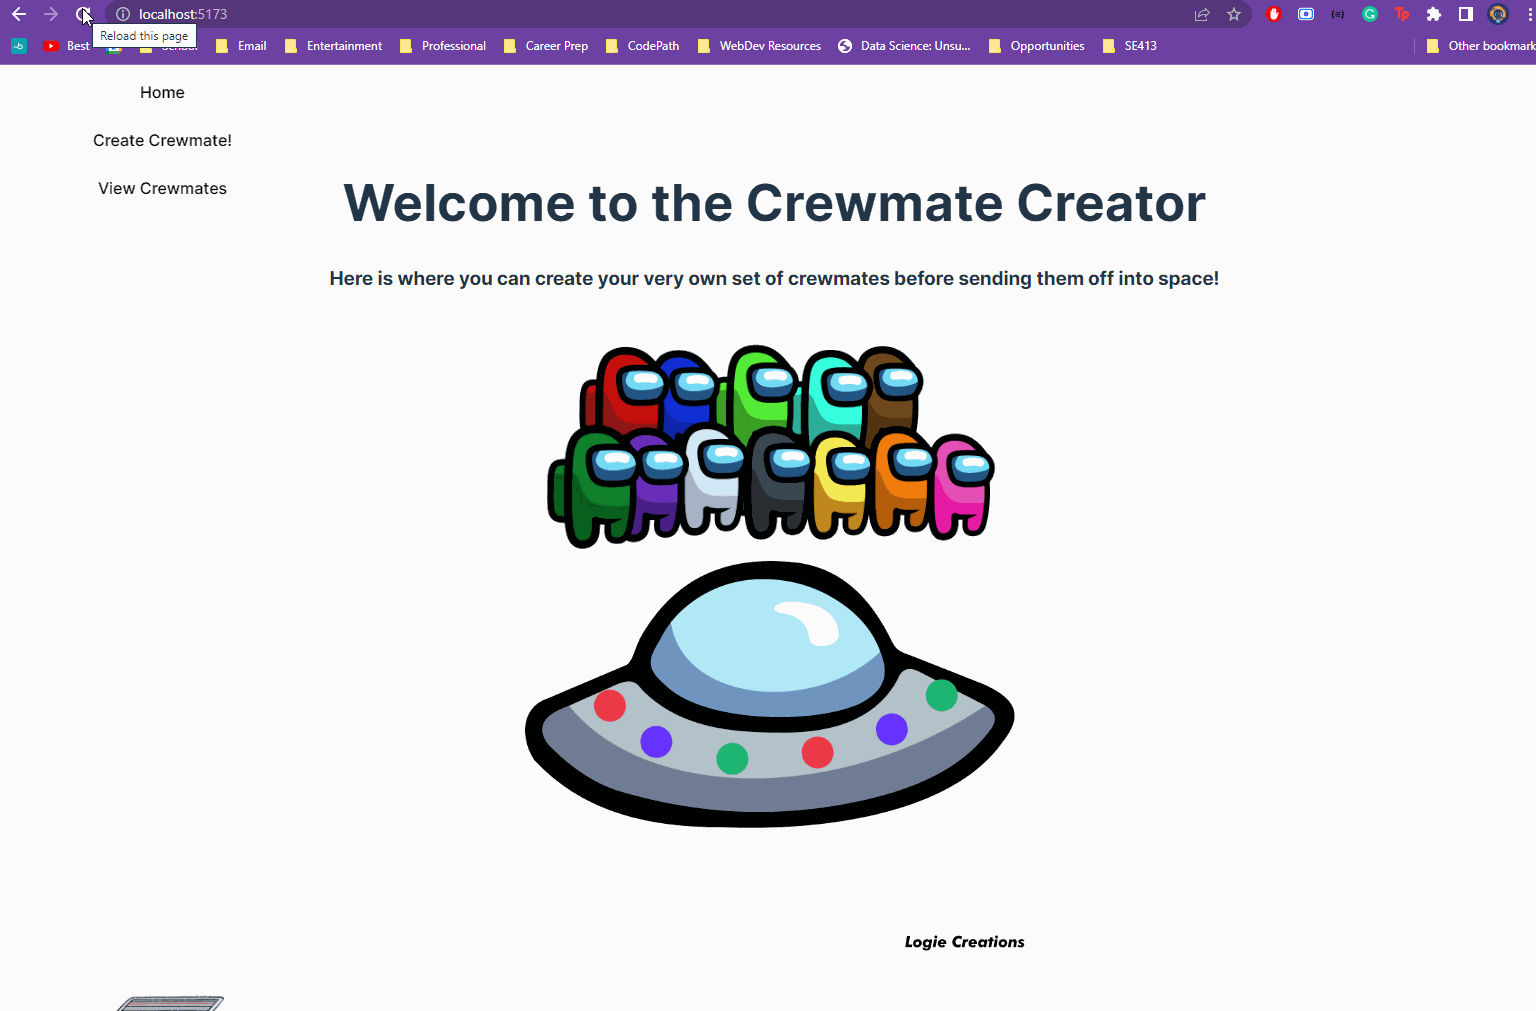 localhost:5173
Reload this page
Best
School
Email
Entertainment
Professional
Career Prep
CodePath
WebDev Resources
Data Science: Unsu...
Opportunities
SE413
Other bookmark
Home
Create Crewmate!
View Crewmates
Welcome to the Crewmate Creator
Here is where you can create your very own set of crewmates before sending them off into space!
Logie Creations